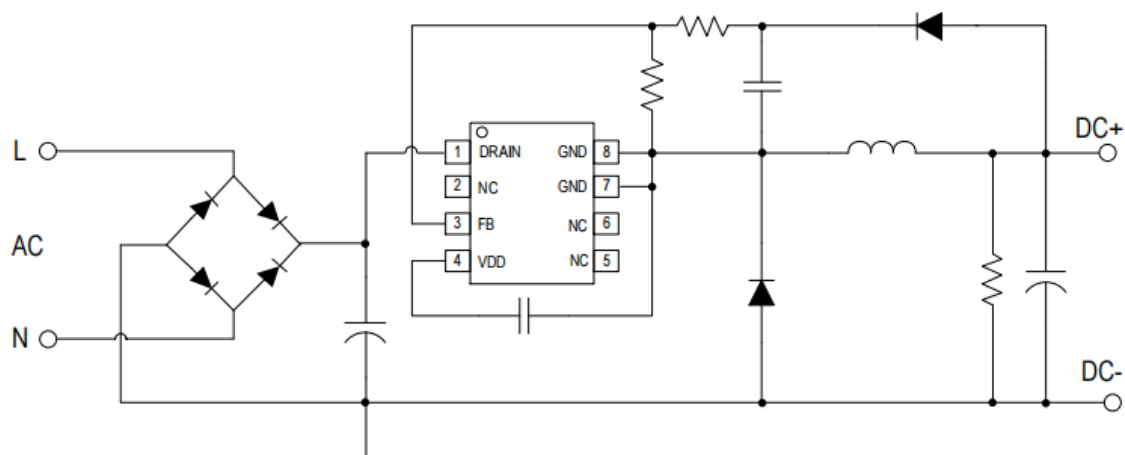 L
AC
N
1 DRAIN GND 8
2 NC GND 7
3 FB NC 6
4 VDD NC 5
DC+
DC-